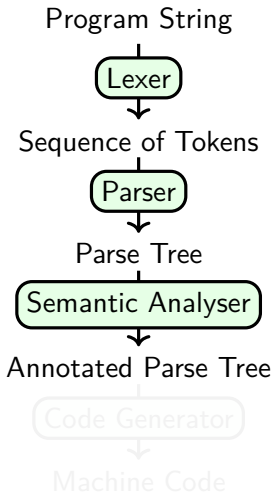 Program String
Lexer
Sequence of Tokens
Parser
Parse Tree
Semantic Analyser
Annotated Parse Tree
Code Generator
Machine Code